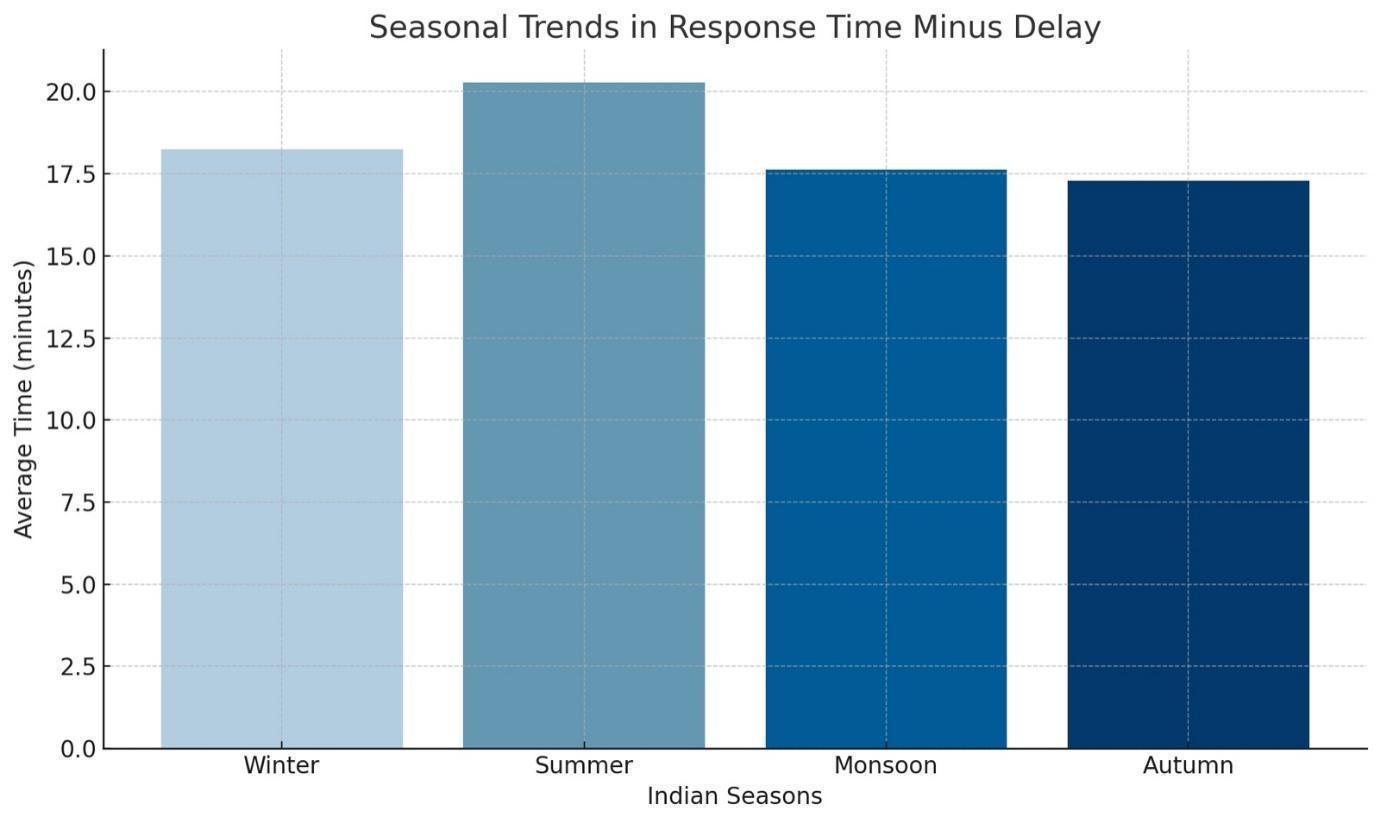 Seasonal Trends in Response Time Minus Delay
Average Time (minutes)
20.0
17.5
15.0
12.5
10.0
7.5
5.0
2.5
0.0
Winter Summer Monsoon Autumn
Indian Seasons